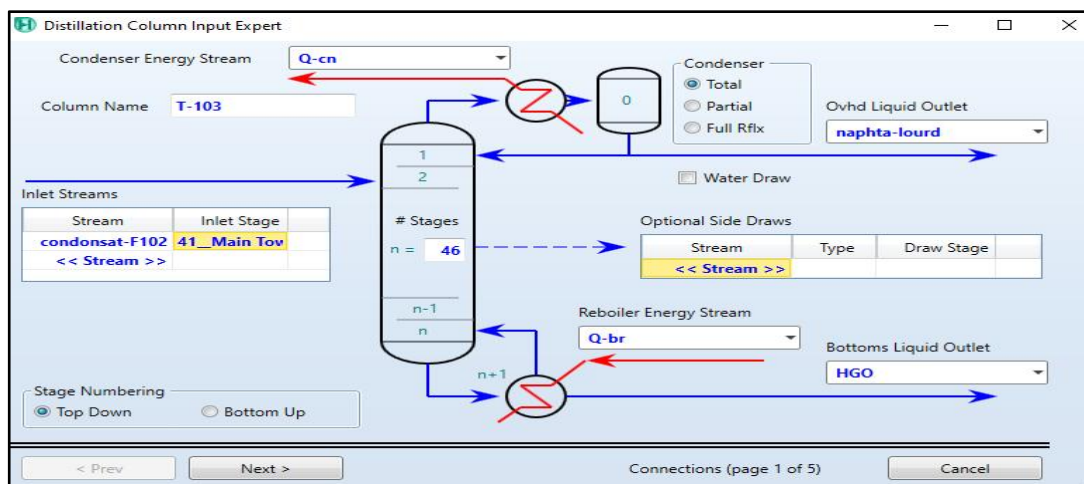 Distillation Column Input Expert
Condenser Energy Stream
Q-cn
Column Name
T-103
0
Condenser
Total
Partial
Full Rflx
Ovhd Liquid Outlet
naphta-lourd
1
2
Water Draw
Inlet Streams
Stream Inlet Stage
condonsat-F102 41__Main Tow
<< Stream >>
# Stages
n = 46
Optional Side Draws
Stream Type Draw Stage
<< Stream >>
n-1
n
n+1
Reboiler Energy Stream
Q-br
Bottoms Liquid Outlet
HGO
Stage Numbering
Top Down Bottom Up
< Prev Next > Connections (page 1 of 5) Cancel